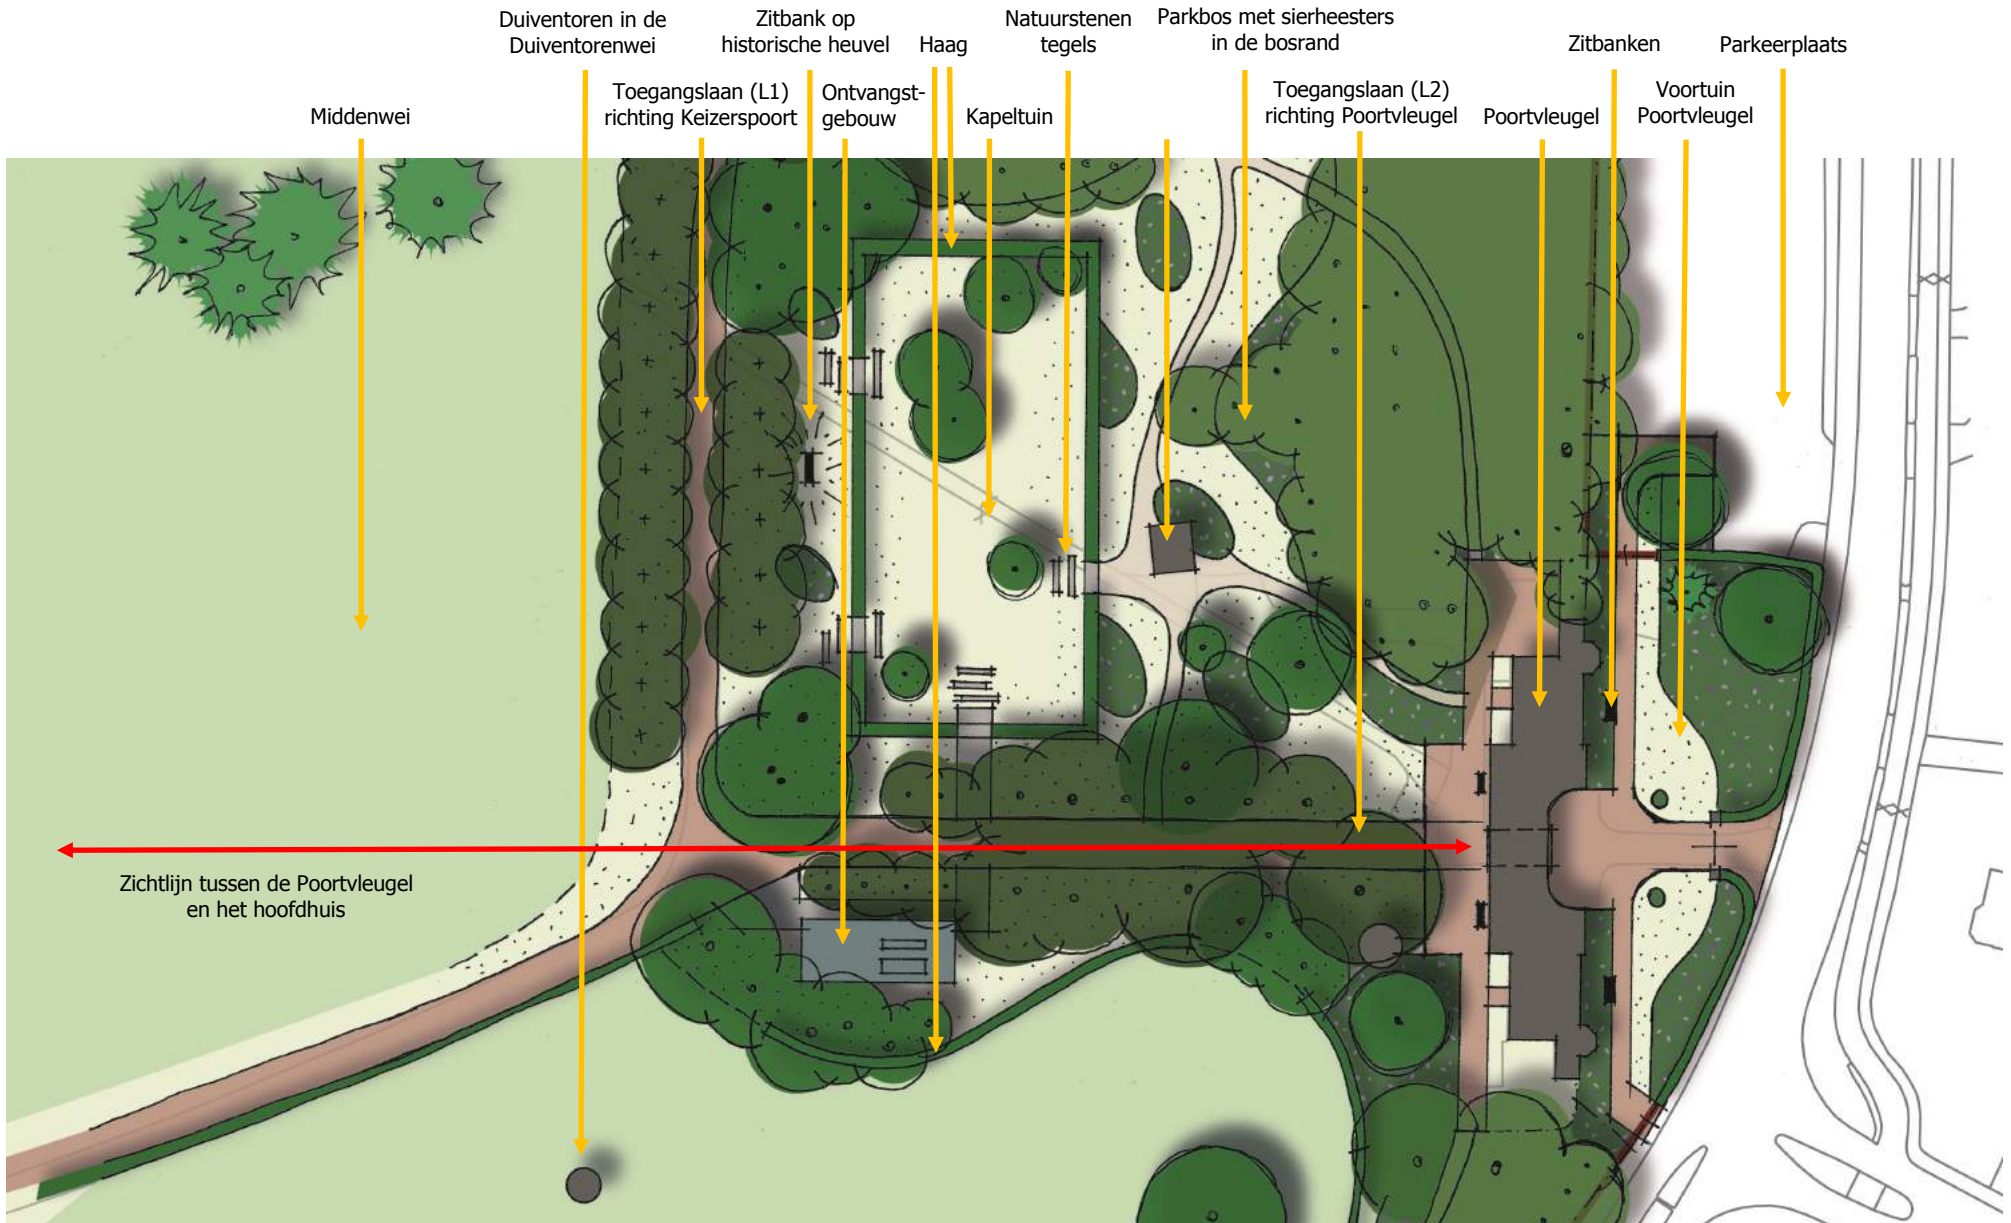 Duiventoren in de
Duiventorenwei
Zitbank op
historische heuvel
Haag
Natuurstenen
tegels
Parkbos met sierheesters
in de bosrand
Zitbanken
Parkeerplaats
Middenwei
Toegangslaan (L1)
richting Keizerspoort
Ontvangst-
gebouw
Kapeltuin
Toegangslaan (L2)
richting Poortvleugel
Poortvleugel
Voortuin
Poortvleugel
Zichtlijn tussen de Poortvleugel
en het hoofdhuis